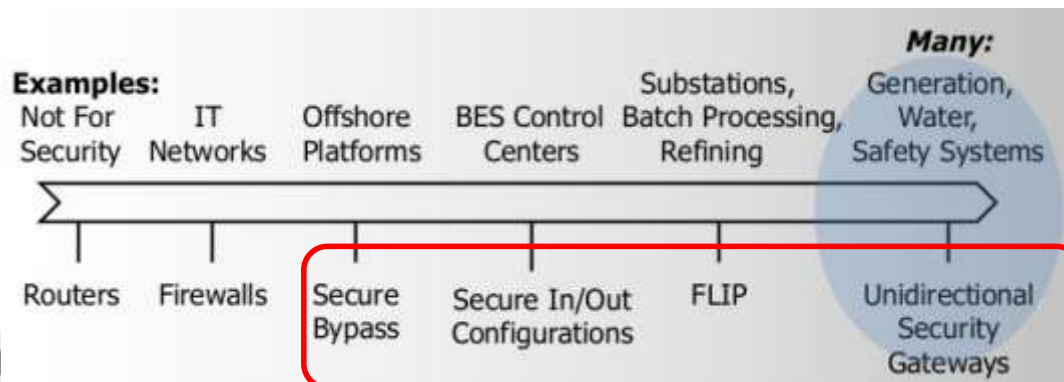 Many:
Examples:
Not For
Security
IT
Networks
Offshore
Platforms
BES Control
Centers
Substations,
Batch Processing,
Refining
Generation,
Water,
Safety Systems
Routers
Firewalls
Secure
Bypass
Secure In/Out
Configurations
FLIP
Unidirectional
Security
Gateways